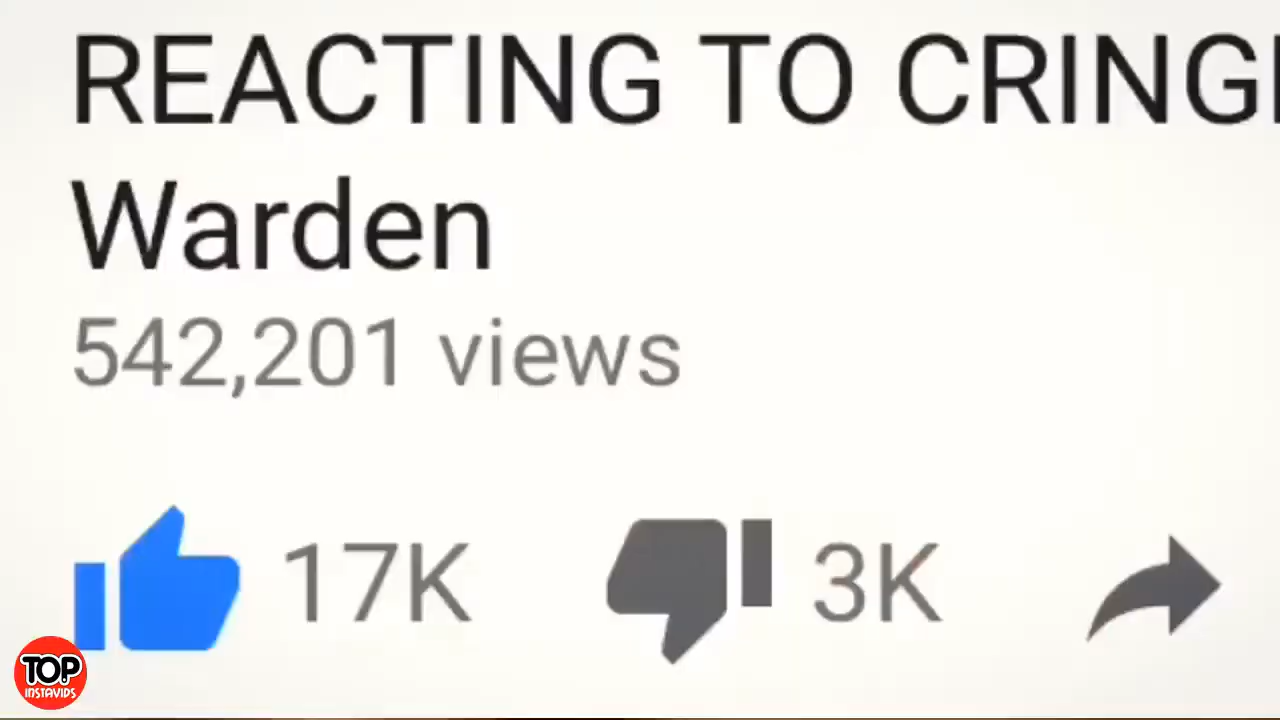 REACTING TO CRING
Warden
542,201 views
17K 3K
TOP
INSTAVIDS